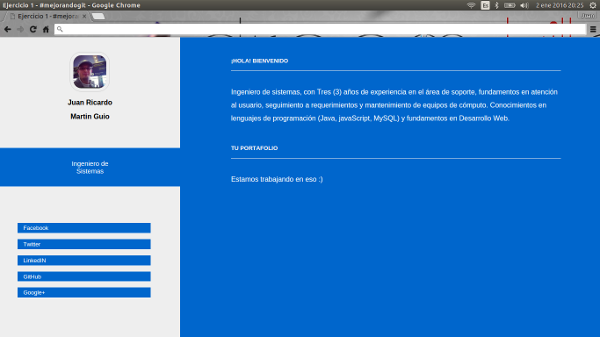 Ejercicio 1 - #mejorandogit - Google Chrome
Es
2 ene 2016 20:25
Ejercicio 1 - #mejora
Juan Ricardo
Martin Guio
Ingeniero de
Sistemas
Facebook
Twitter
LinkedIN
GitHub
Google+
¡HOLA! BIENVENIDO
Ingeniero de sistemas, con Tres (3) años de experiencia en el área de soporte, fundamentos en atención
al usuario, seguimiento a requerimientos y mantenimiento de equipos de cómputo. Conocimientos en
lenguajes de programación (Java, javaScript, MySQL) y fundamentos en Desarrollo Web.
TU PORTAFOLIO
Estamos trabajando en eso :)